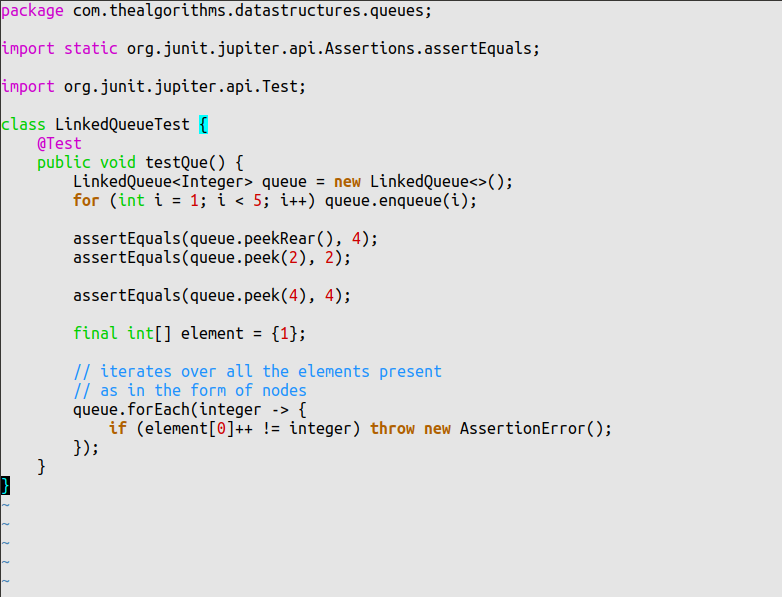 package com.thealgorithms.datastructures.queues;

import static org.junit.jupiter.api.Assertions.assertEquals;

import org.junit.jupiter.api.Test;

class LinkedQueueTest {
    @Test
    public void testQue() {
        LinkedQueue<Integer> queue = new LinkedQueue<>();
        for (int i = 1; i < 5; i++) queue.enqueue(i);

        assertEquals(queue.peekRear(), 4);
        assertEquals(queue.peek(2), 2);

        assertEquals(queue.peek(4), 4);

        final int[] element = {1};

        // iterates over all the elements present
        // as in the form of nodes
        queue.forEach(integer -> {
            if (element[0]++ != integer) throw new AssertionError();
        });
    }
}
~
~
~
~
~